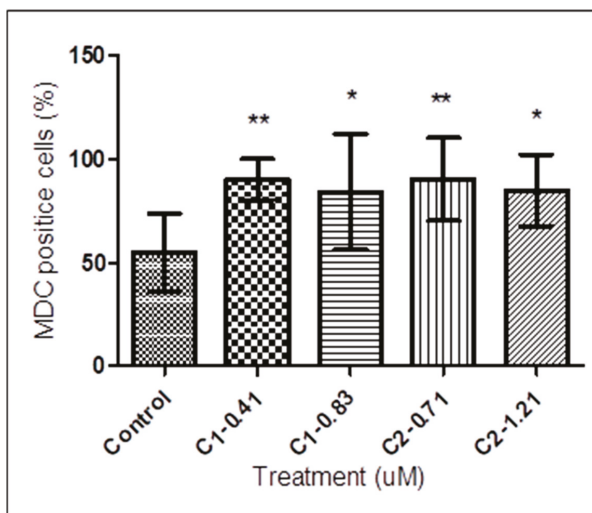 150
100
50
0
MDC positice cells (%)
**
*
**
*
Control
C1-0.41
C1-0.83
C2-0.71
C2-1.21
Treatment (uM)